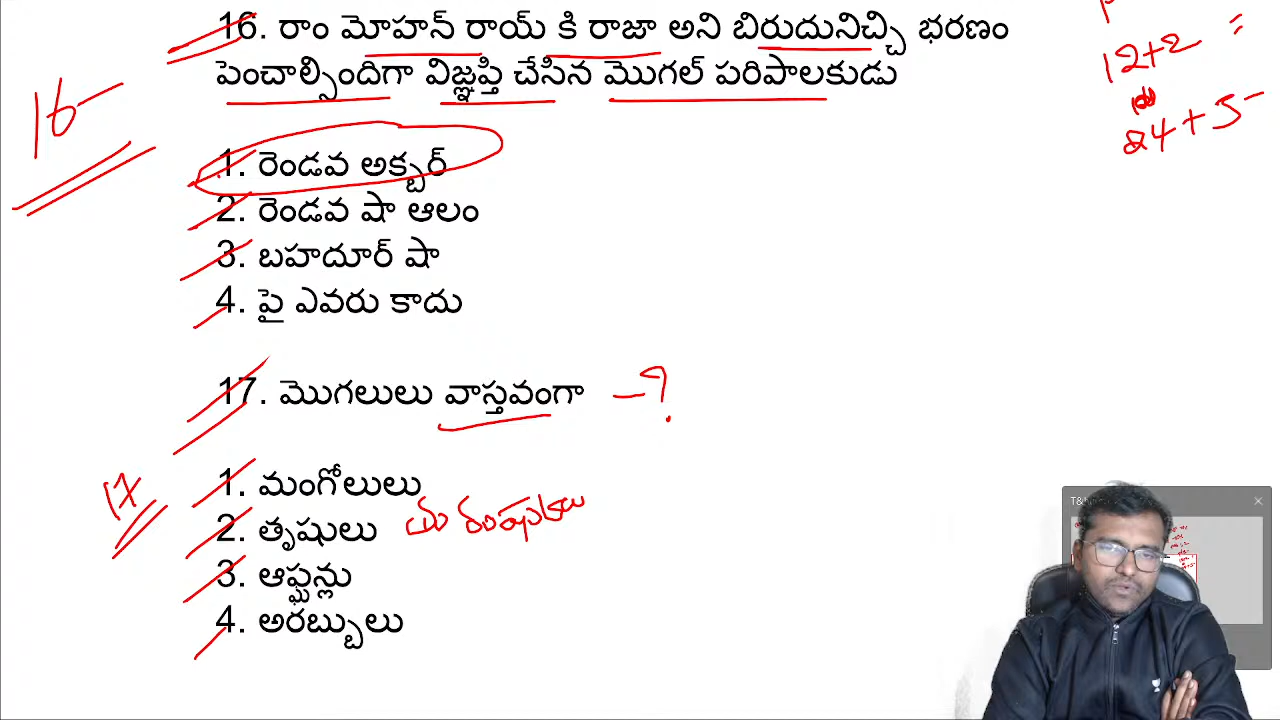 16. రాం మోహన్ రాయ్ కి రాజా అని బిరుదునిచ్చి భరణం
పెంచాల్సిందిగా విజ్ఞప్తి చేసిన మొగల్ పరిపాలకుడు
12+2 =
24+5
16
1. రెండవ అక్బర్
2. రెండవ షా ఆలం
3. బహదూర్ షా
4. పై ఎవరు కాదు
17. మొగలులు వాస్తవంగా - ?
17
1. మంగోలులు
2. తృషులు
3. ఆఫ్ఘన్లు
4. అరబ్బులు